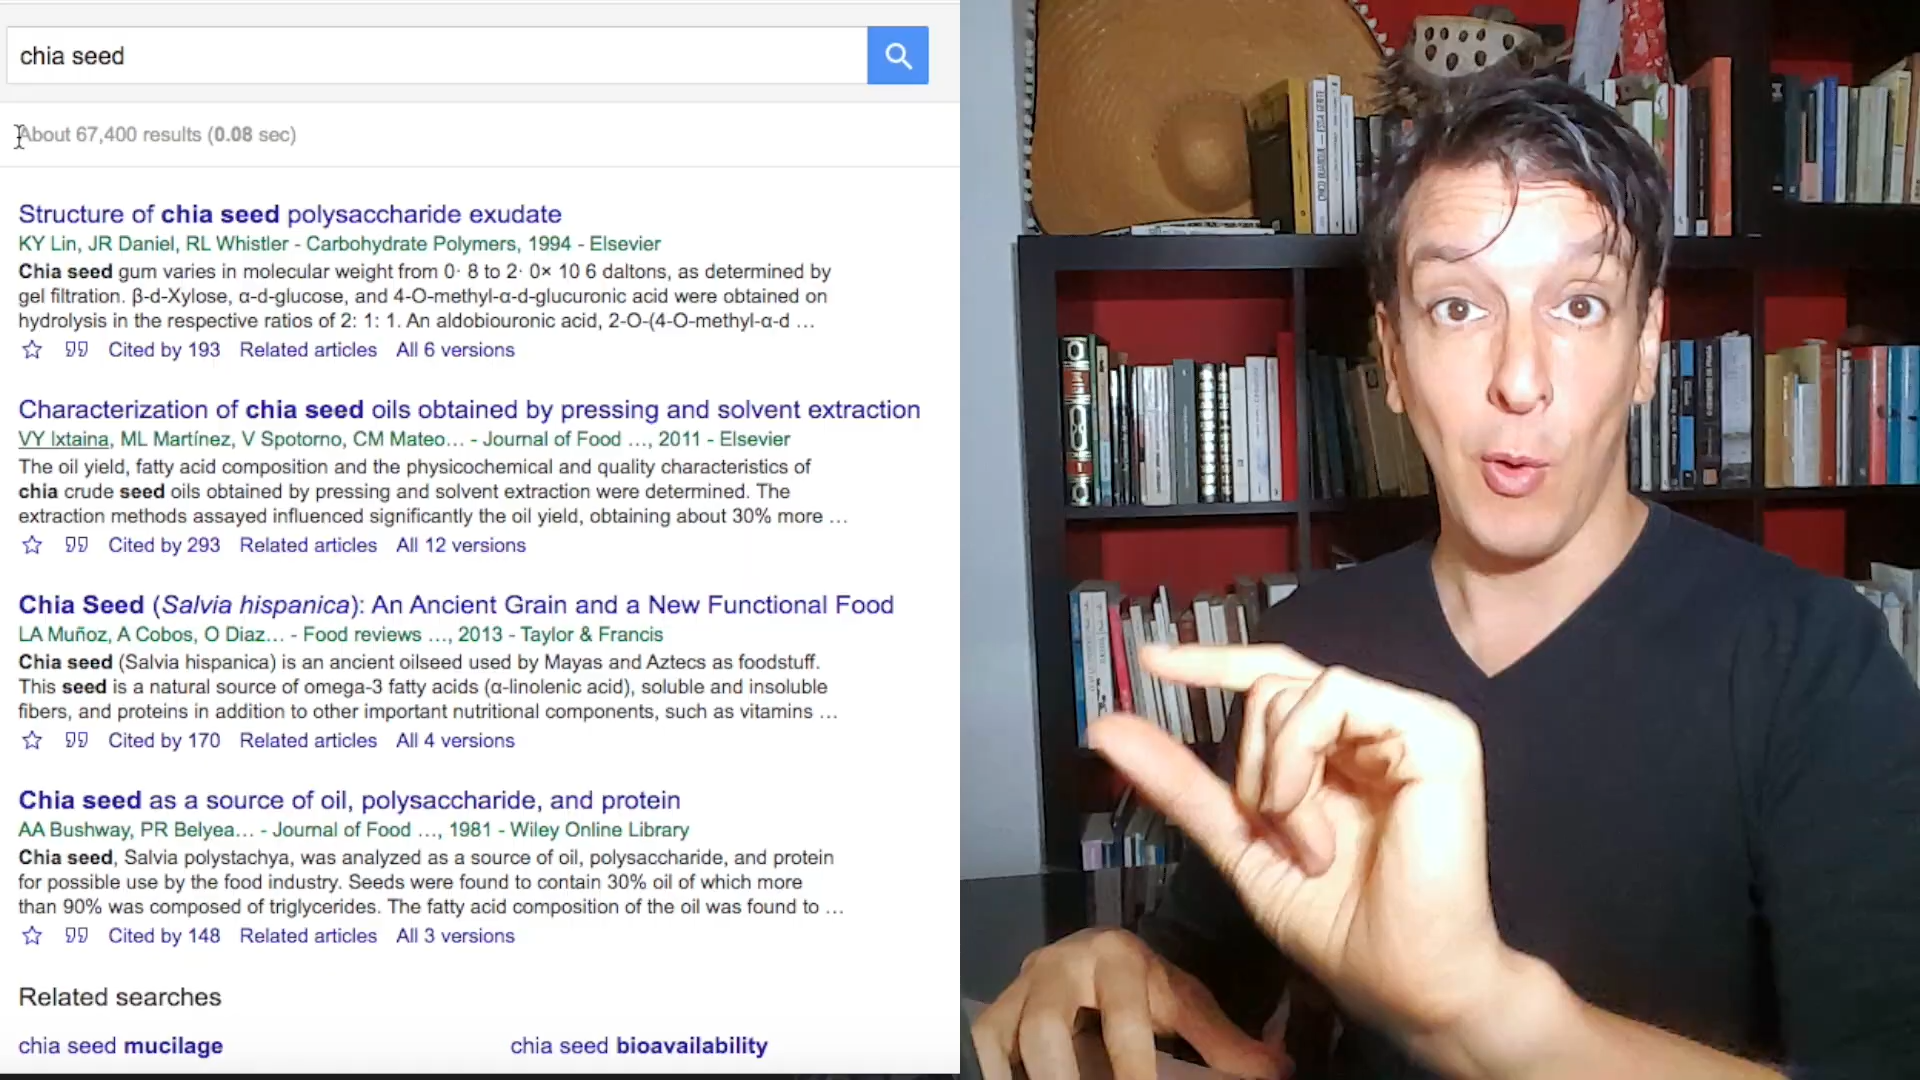 chia seed
About 67,400 results (0.08 sec)
Structure of chia seed polysaccharide exudate
KY Lin, JR Daniel, RL Whistler - Carbohydrate Polymers, 1994 - Elsevier
Chia seed gum varies in molecular weight from 0· 8 to 2· 0× 10 6 daltons, as determined by
gel filtration. β-d-Xylose, α-d-glucose, and 4-O-methyl-α-d-glucuronic acid were obtained on
hydrolysis in the respective ratios of 2: 1: 1. An aldobiouronic acid, 2-O-(4-O-methyl-α-d …
Cited by 193 Related articles All 6 versions
Characterization of chia seed oils obtained by pressing and solvent extraction
VY Ixtaina, ML Martínez, V Spotorno, CM Mateo… - Journal of Food …, 2011 - Elsevier
The oil yield, fatty acid composition and the physicochemical and quality characteristics of
chia crude seed oils obtained by pressing and solvent extraction were determined. The
extraction methods assayed influenced significantly the oil yield, obtaining about 30% more …
Cited by 293 Related articles All 12 versions
Chia Seed (Salvia hispanica): An Ancient Grain and a New Functional Food
LA Muñoz, A Cobos, O Diaz… - Food reviews …, 2013 - Taylor & Francis
Chia seed (Salvia hispanica) is an ancient oilseed used by Mayas and Aztecs as foodstuff.
This seed is a natural source of omega-3 fatty acids (α-linolenic acid), soluble and insoluble
fibers, and proteins in addition to other important nutritional components, such as vitamins …
Cited by 170 Related articles All 4 versions
Chia seed as a source of oil, polysaccharide, and protein
AA Bushway, PR Belyea… - Journal of Food …, 1981 - Wiley Online Library
Chia seed, Salvia polystachya, was analyzed as a source of oil, polysaccharide, and protein
for possible use by the food industry. Seeds were found to contain 30% oil of which more
than 90% was composed of triglycerides. The fatty acid composition of the oil was found to …
Cited by 148 Related articles All 3 versions
Related searches
chia seed mucilage
chia seed bioavailability